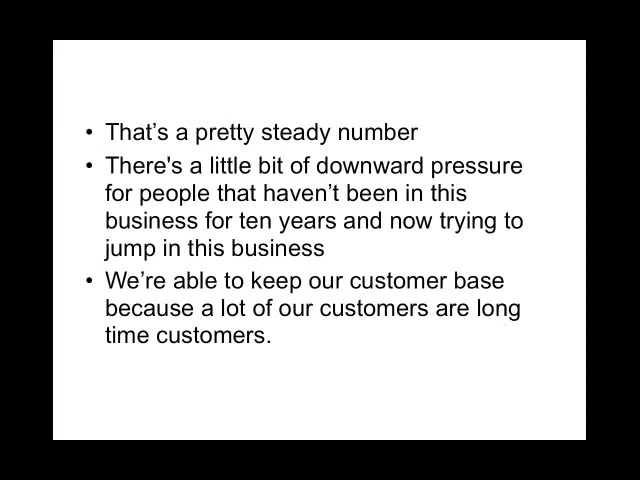 • That’s a pretty steady number
• There's a little bit of downward pressure
for people that haven’t been in this
business for ten years and now trying to
jump in this business
• We’re able to keep our customer base
because a lot of our customers are long
time customers.